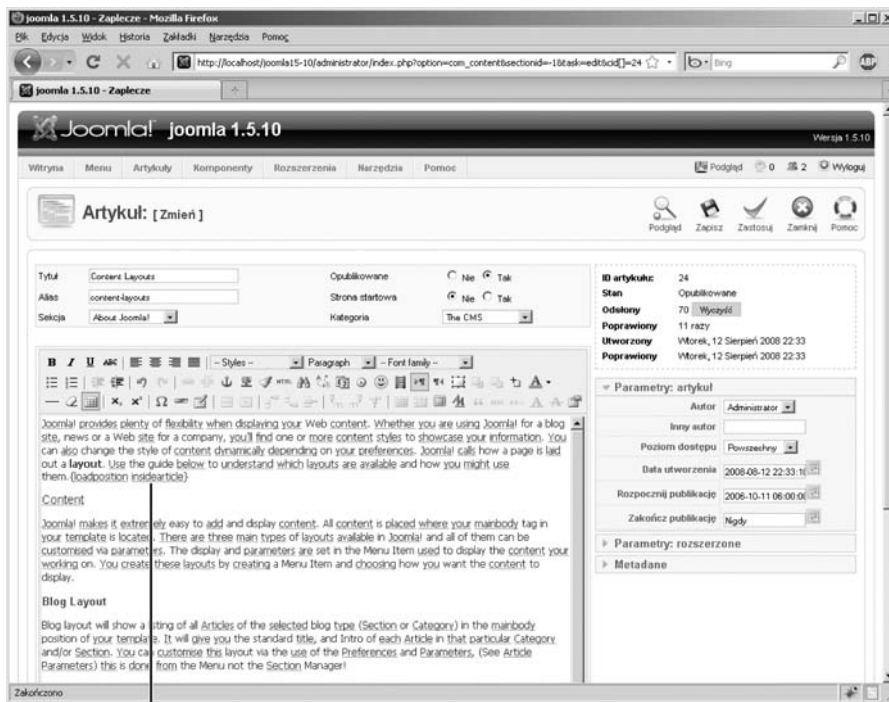 joomla 1.5.10 - Zaplecze - Mozilla Firefox
Plik Edycja Widok Historia Zakładki Narzędzia Pomoc
http://localhost/joomla15-10/administrator/index.php?option=com_content&sectionid=-1&task=edit&cid[]=24 Bing ABP
joomla 1.5.10 - Zaplecze
Joomla! joomla 1.5.10 Wersja 1.5.10
Witryna Menu Artykuły Komponenty Rozszerzenia Narzędzia Pomoc Podgląd 0 2 Wyloguj
Artykuł: [ Zmień ] Podgląd Zapisz Zastosuj Zamknij Pomoc
Tytuł Content Layouts Opublikowane Nie Tak
Alias content-layouts Strona startowa Nie Tak
Sekcja About Joomla! Kategoria The CMS
B I U ABC -- Styles -- Paragraph -- Font family --
HTML
Joomla! provides plenty of flexibility when displaying your Web content. Whether you are using Joomla! for a blog
site, news or a Web site for a company, you'll find one or more content styles to showcase your information. You
can also change the style of content dynamically depending on your preferences. Joomla! calls how a page is laid
out a layout. Use the guide below to understand which layouts are available and how you might use
them.{loadposition insidearticle}
Content
Joomla! makes it extremely easy to add and display content. All content is placed where your mainbody tag in
your template is located. There are three main types of layouts available in Joomla! and all of them can be
customised via parameters. The display and parameters are set in the Menu Item used to display the content your
working on. You create these layouts by creating a Menu Item and choosing how you want the content to
display.
Blog Layout
Blog layout will show a listing of all Articles of the selected blog type (Section or Category) in the mainbody
position of your template. It will give you the standard title, and Intro of each Article in that particular Category
and/or Section. You can customise this layout via the use of the Preferences and Parameters, (See Article
Parameters) this is done from the Menu not the Section Manager!
ID artykułu: 24
Stan Opublikowane
Odsłony 70 Wyczyść
Poprawiony 11 razy
Utworzony Wtorek, 12 Sierpień 2008 22:33
Poprawiony Wtorek, 12 Sierpień 2008 22:33
Parametry: artykuł
Autor Administrator
Inny autor
Poziom dostępu Powszechny
Data utworzenia 2008-08-12 22:33:10
Rozpocznij publikację 2006-10-11 06:00:00
Zakończ publikację Nigdy
Parametry: rozszerzone
Metadane
Zakończono